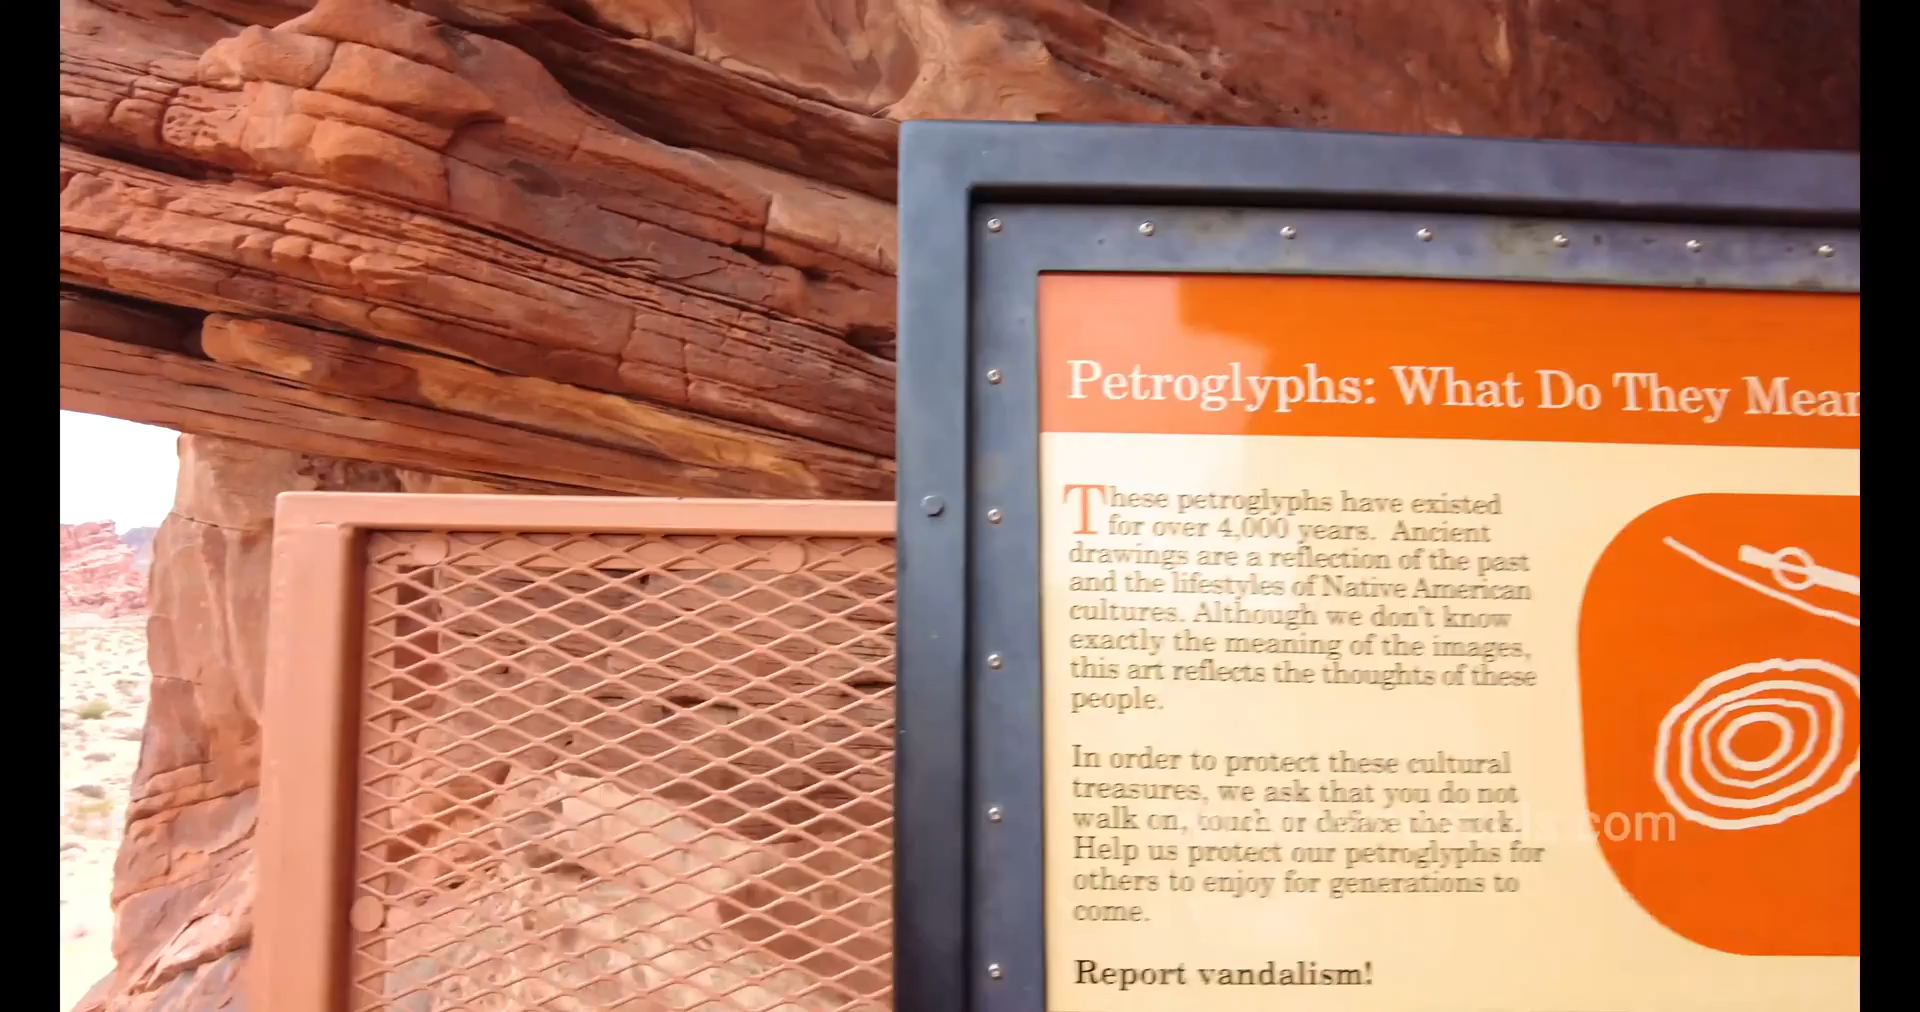 Petroglyphs: What Do They Mean
These petroglyphs have existed
for over 4,000 years. Ancient
drawings are a reflection of the past
and the lifestyles of Native American
cultures. Although we don't know
exactly the meaning of the images,
this art reflects the thoughts of these
people.
In order to protect these cultural
treasures, we ask that you do not
walk on, touch or deface the rock.
Help us protect our petroglyphs for
others to enjoy for generations to
come.
Report vandalism!
.com